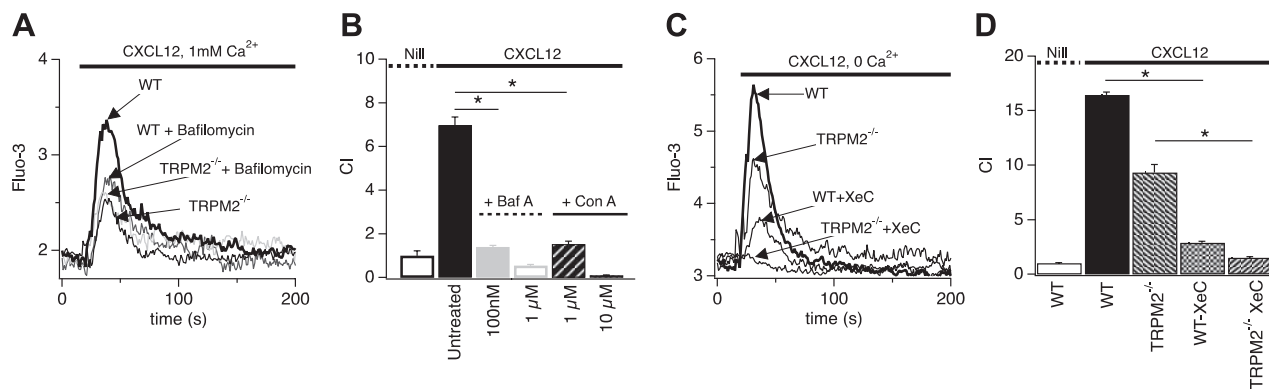 A
CXCL12, 1mM Ca²⁺
4
3
2
Fluo-3
WT
WT + Bafilomycin
TRPM2⁻/⁻ + Bafilomycin
TRPM2⁻/⁻
0
100
200
time (s)
B
Nill
CXCL12
10
8
6
4
2
0
CI
*
*
+ Baf A
+ Con A
Untreated
100nM
1 µM
1 µM
10 µM
C
CXCL12, 0 Ca²⁺
6
5
4
3
Fluo-3
WT
TRPM2⁻/⁻
WT+XeC
TRPM2⁻/⁻+XeC
0
100
200
time (s)
D
Nill
CXCL12
20
15
10
5
0
CI
*
*
WT
WT
TRPM2⁻/⁻
WT-XeC
TRPM2⁻/⁻ XeC